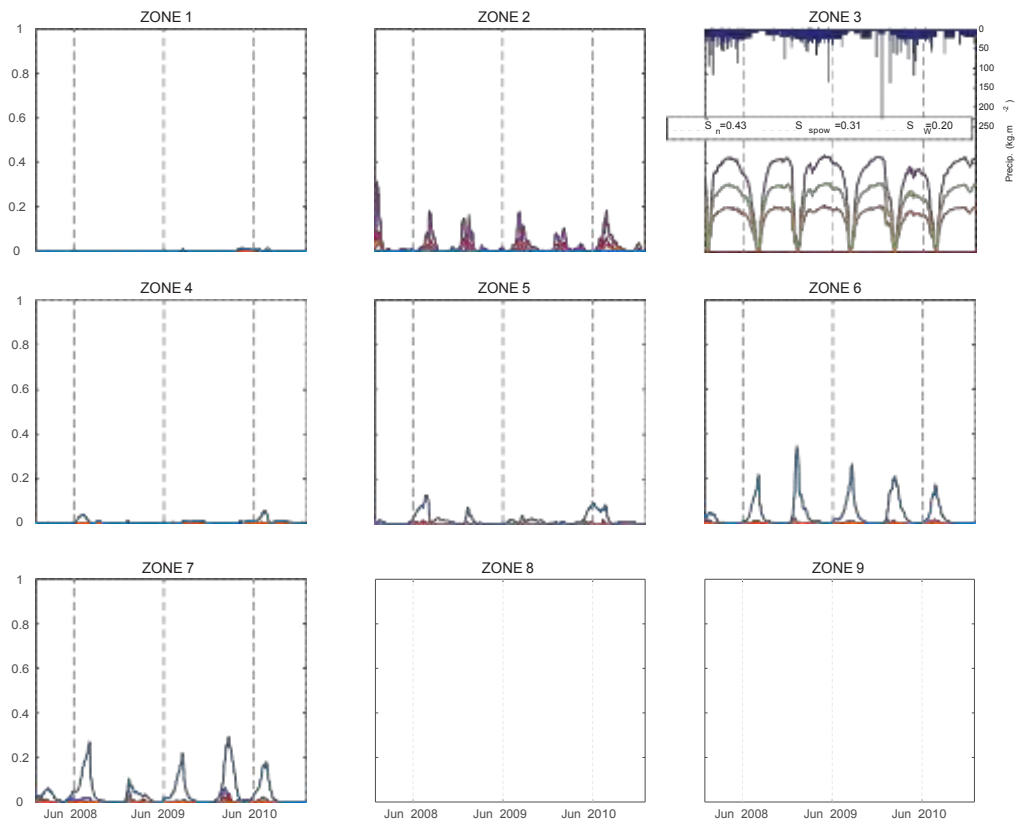 ZONE 1
ZONE 2
ZONE 3
1
0.8
0.6
0.4
0.2
0
0
50
100
150
200
250
Precip. (kg.m -2 )
S n =0.43
S spow =0.31
S W =0.20
ZONE 4
ZONE 5
ZONE 6
1
0.8
0.6
0.4
0.2
0
ZONE 7
ZONE 8
ZONE 9
1
0.8
0.6
0.4
0.2
0
Jun 2008 Jun 2009 Jun 2010
Jun 2008 Jun 2009 Jun 2010
Jun 2008 Jun 2009 Jun 2010